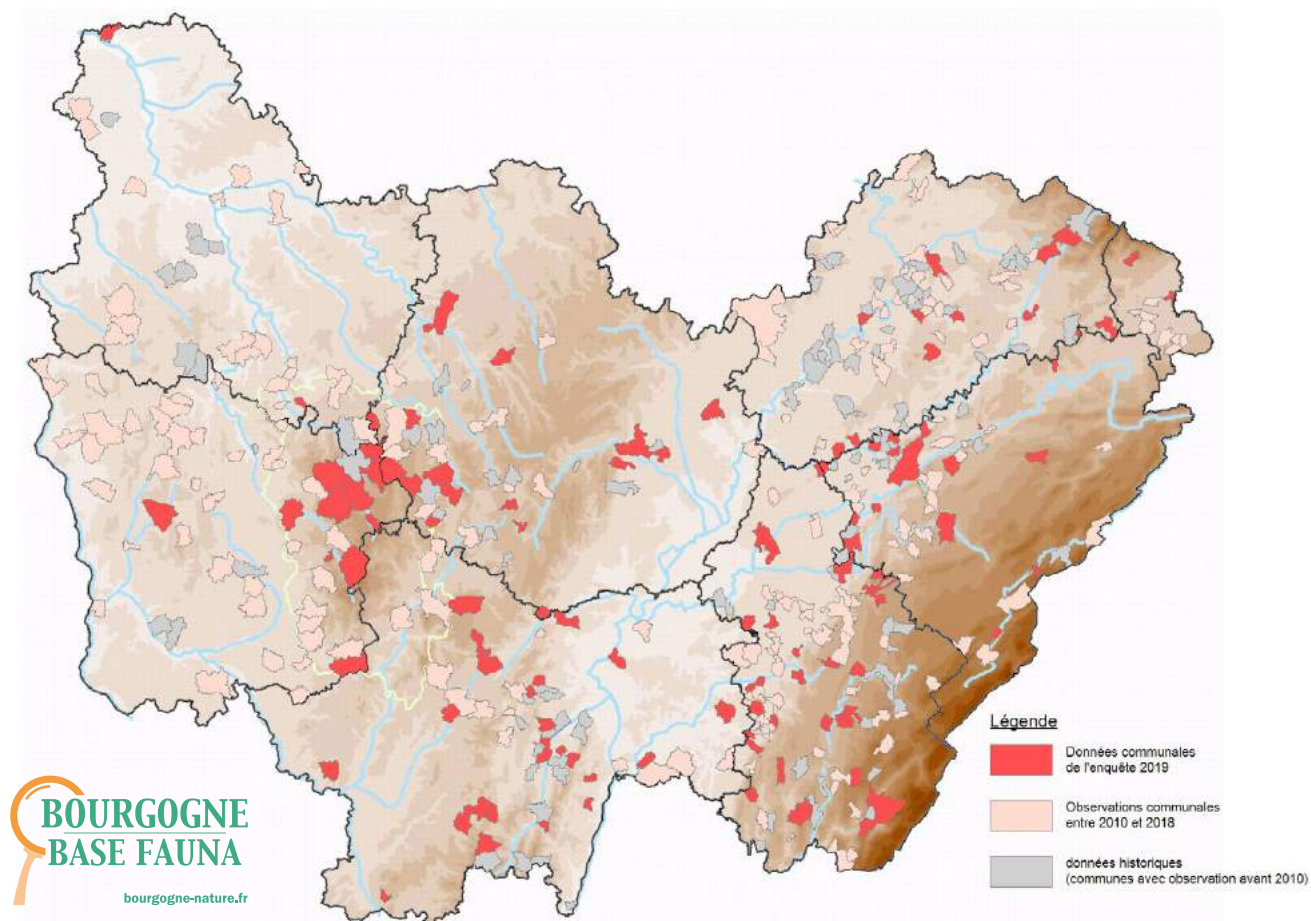 Légende
Données communales
de l'enquête 2019
Observations communales
entre 2010 et 2018
données historiques
(communes avec observation avant 2010)
BOURGOGNE
BASE FAUNA
bourgogne-nature.fr